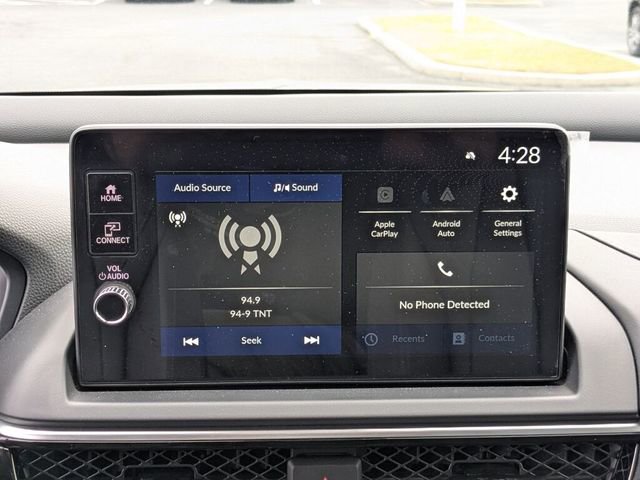 4:28
HOME
CONNECT
VOL
AUDIO
Audio Source
Sound
94.9
94-9 TNT
Seek
Apple
CarPlay
Android
Auto
General
Settings
No Phone Detected
Recents
Contacts